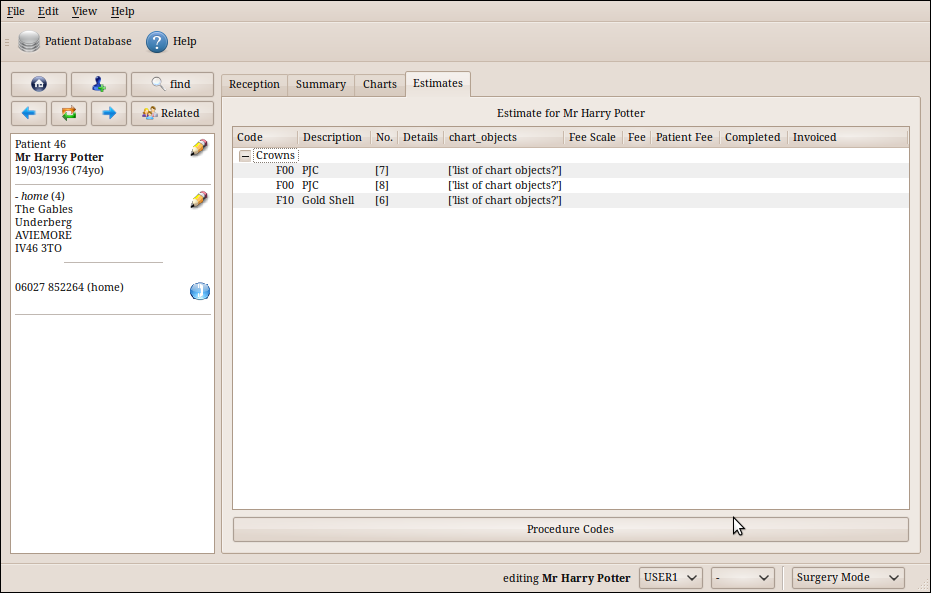 File Edit View Help
Patient Database ? Help
find
Related
Patient 46
Mr Harry Potter
19/03/1936 (74yo)
- home (4)
The Gables
Underberg
AVIEMORE
IV46 3TO
06027 852264 (home)
Reception Summary Charts Estimates
Estimate for Mr Harry Potter
Code Description No. Details chart_objects Fee Scale Fee Patient Fee Completed Invoiced
Crowns
F00 PJC [7] ['list of chart objects?']
F00 PJC [8] ['list of chart objects?']
F10 Gold Shell [6] ['list of chart objects?']
Procedure Codes
editing Mr Harry Potter USER1 - Surgery Mode